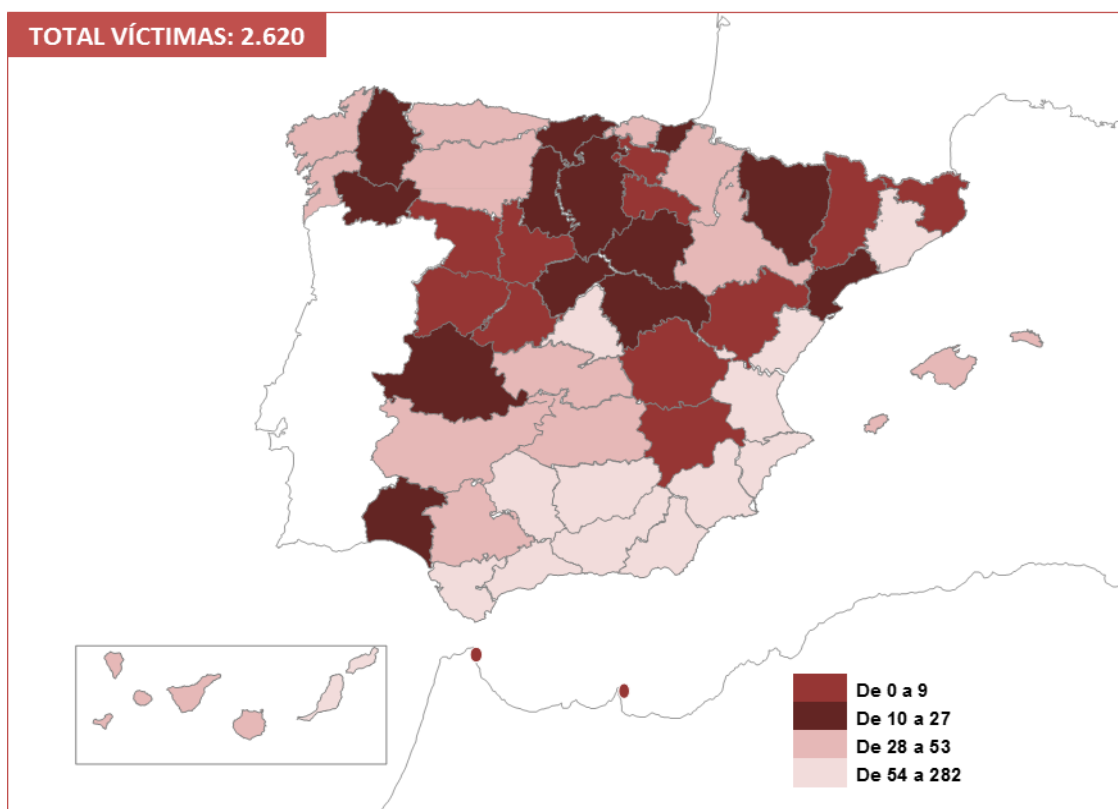 TOTAL VÍCTIMAS: 2.620
De 0 a 9
De 10 a 27
De 28 a 53
De 54 a 282